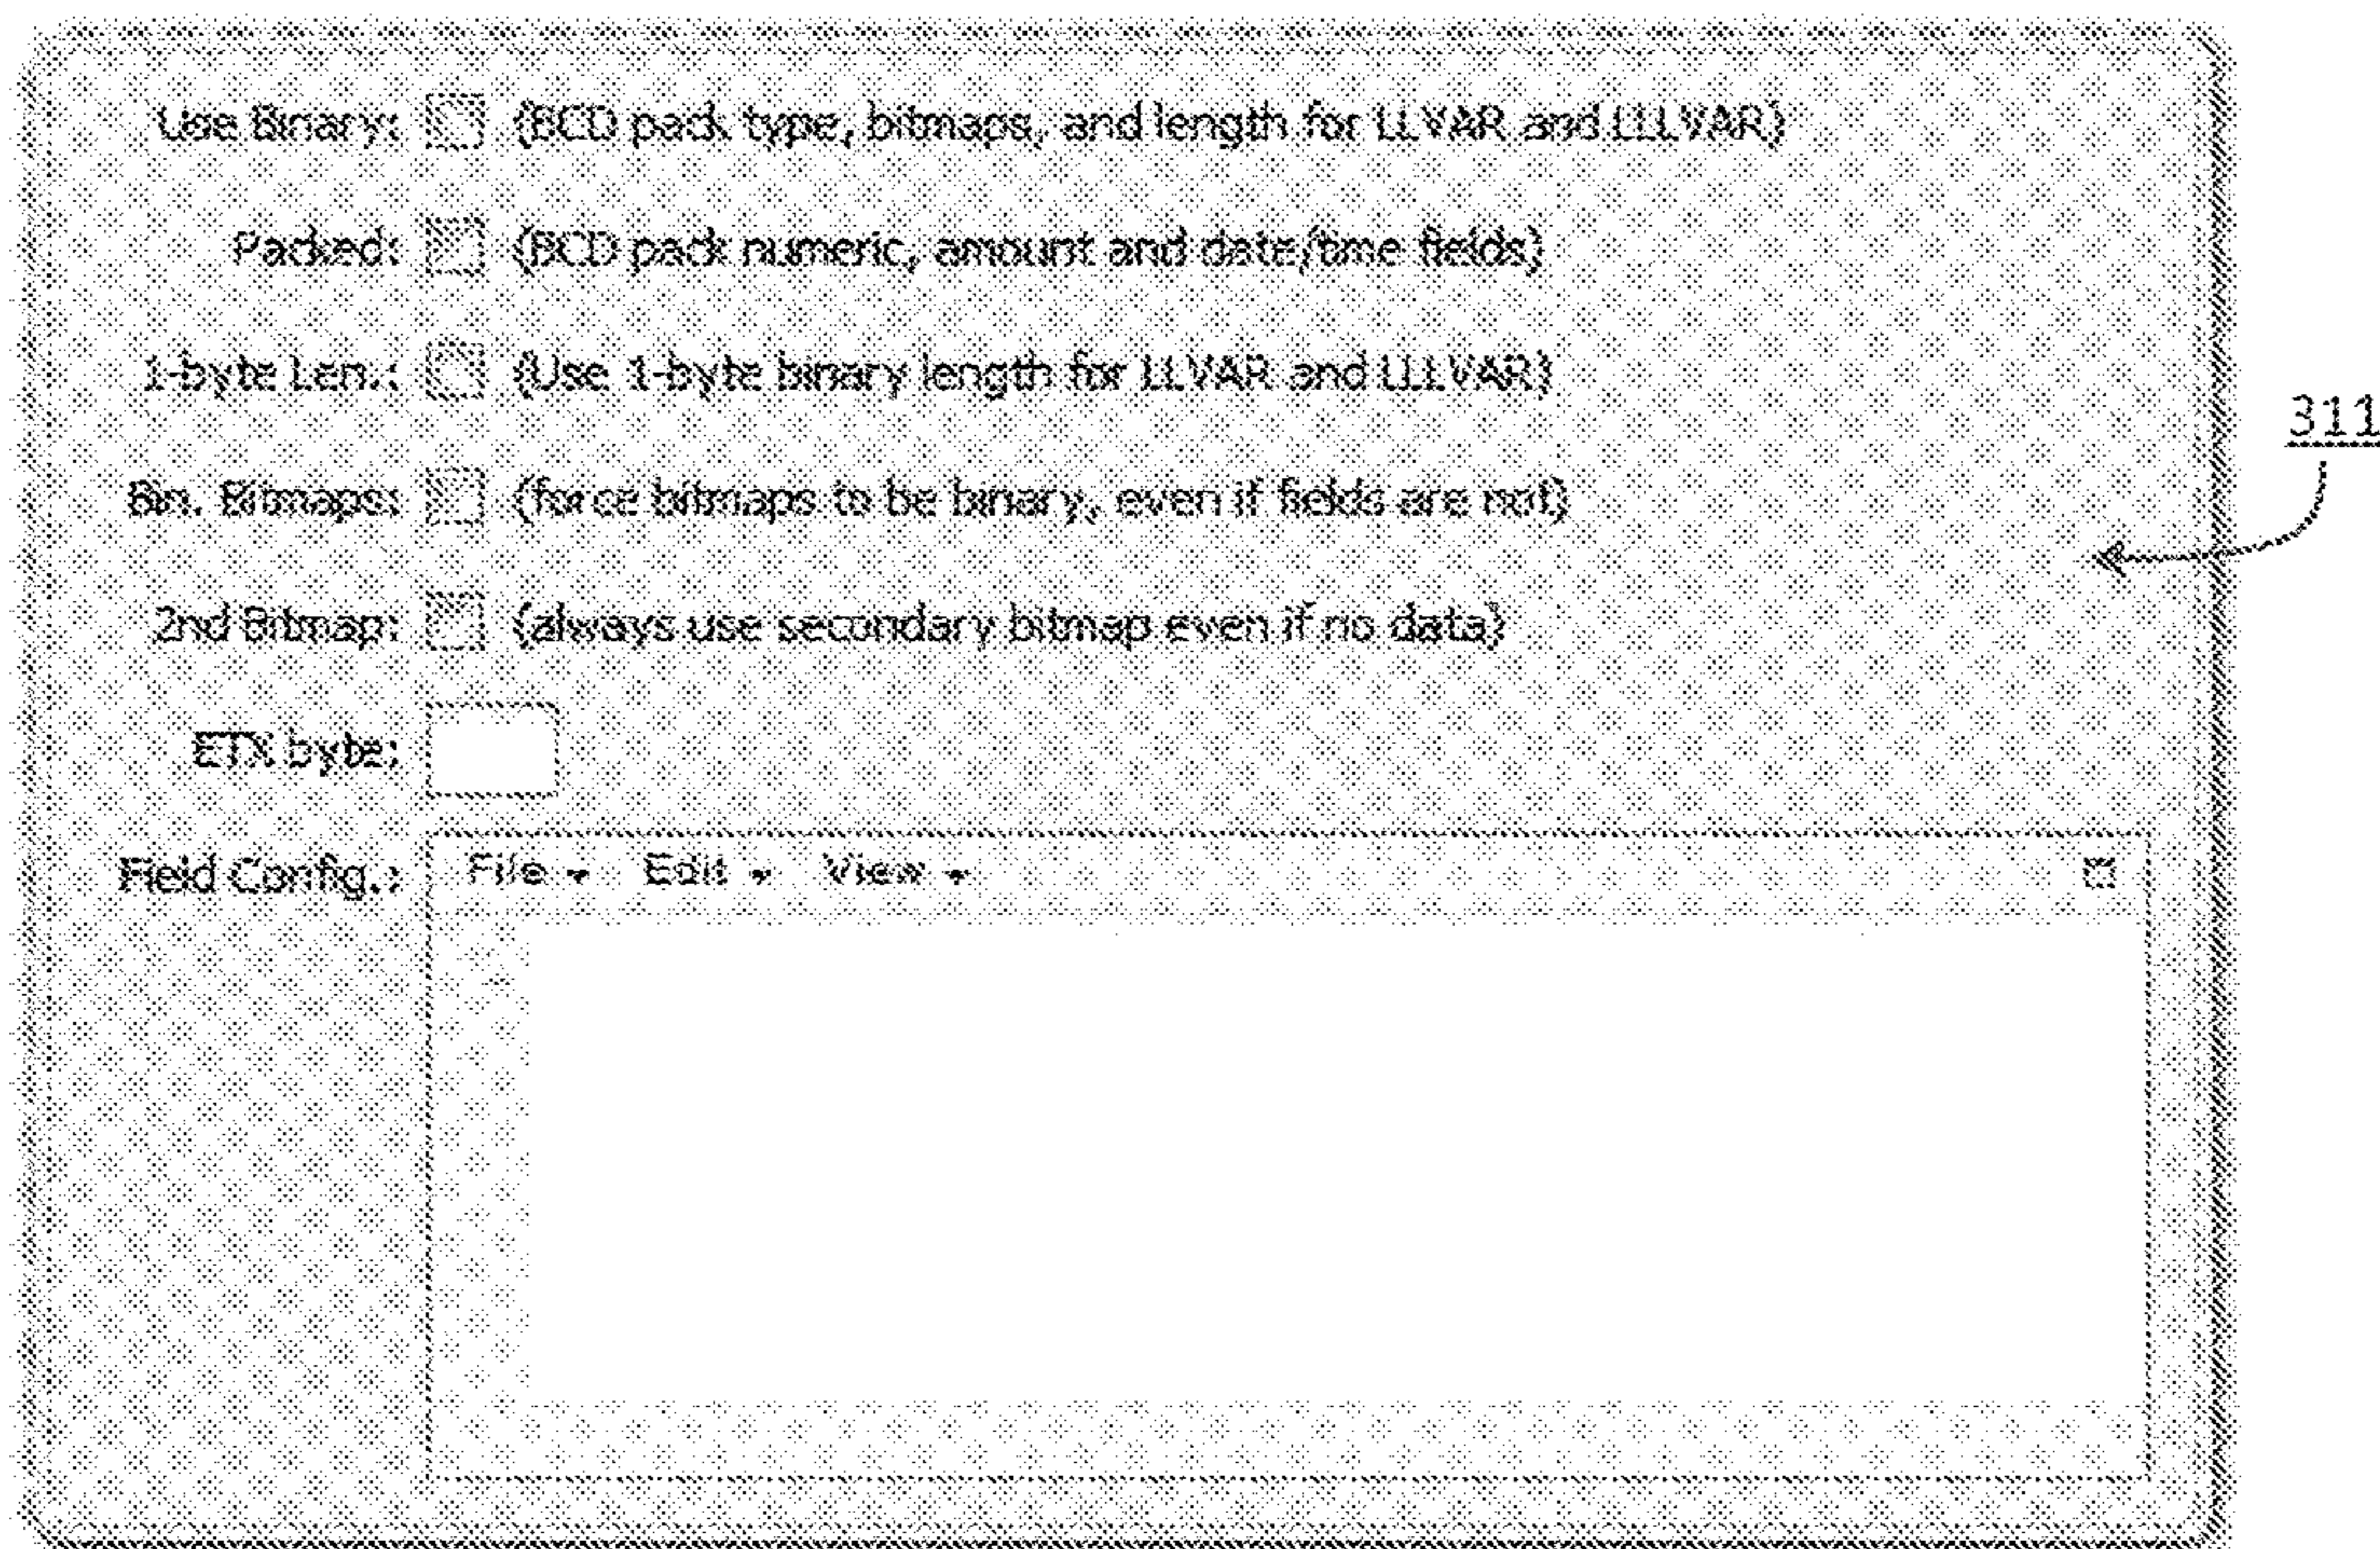 Use Binary: (BCD pack type, bitmaps, and length for LLVAR and LLLVAR)
Packed: (BCD pack numeric, amount and date/time fields)
1-byte Len.: (Use 1-byte binary length for LLVAR and LLLVAR)
Bin. Bitmaps: (force bitmaps to be binary, even if fields are not)
311
2nd Bitmap: (always use secondary bitmap even if no data)
ETX byte:
Field Config.: File Edit View